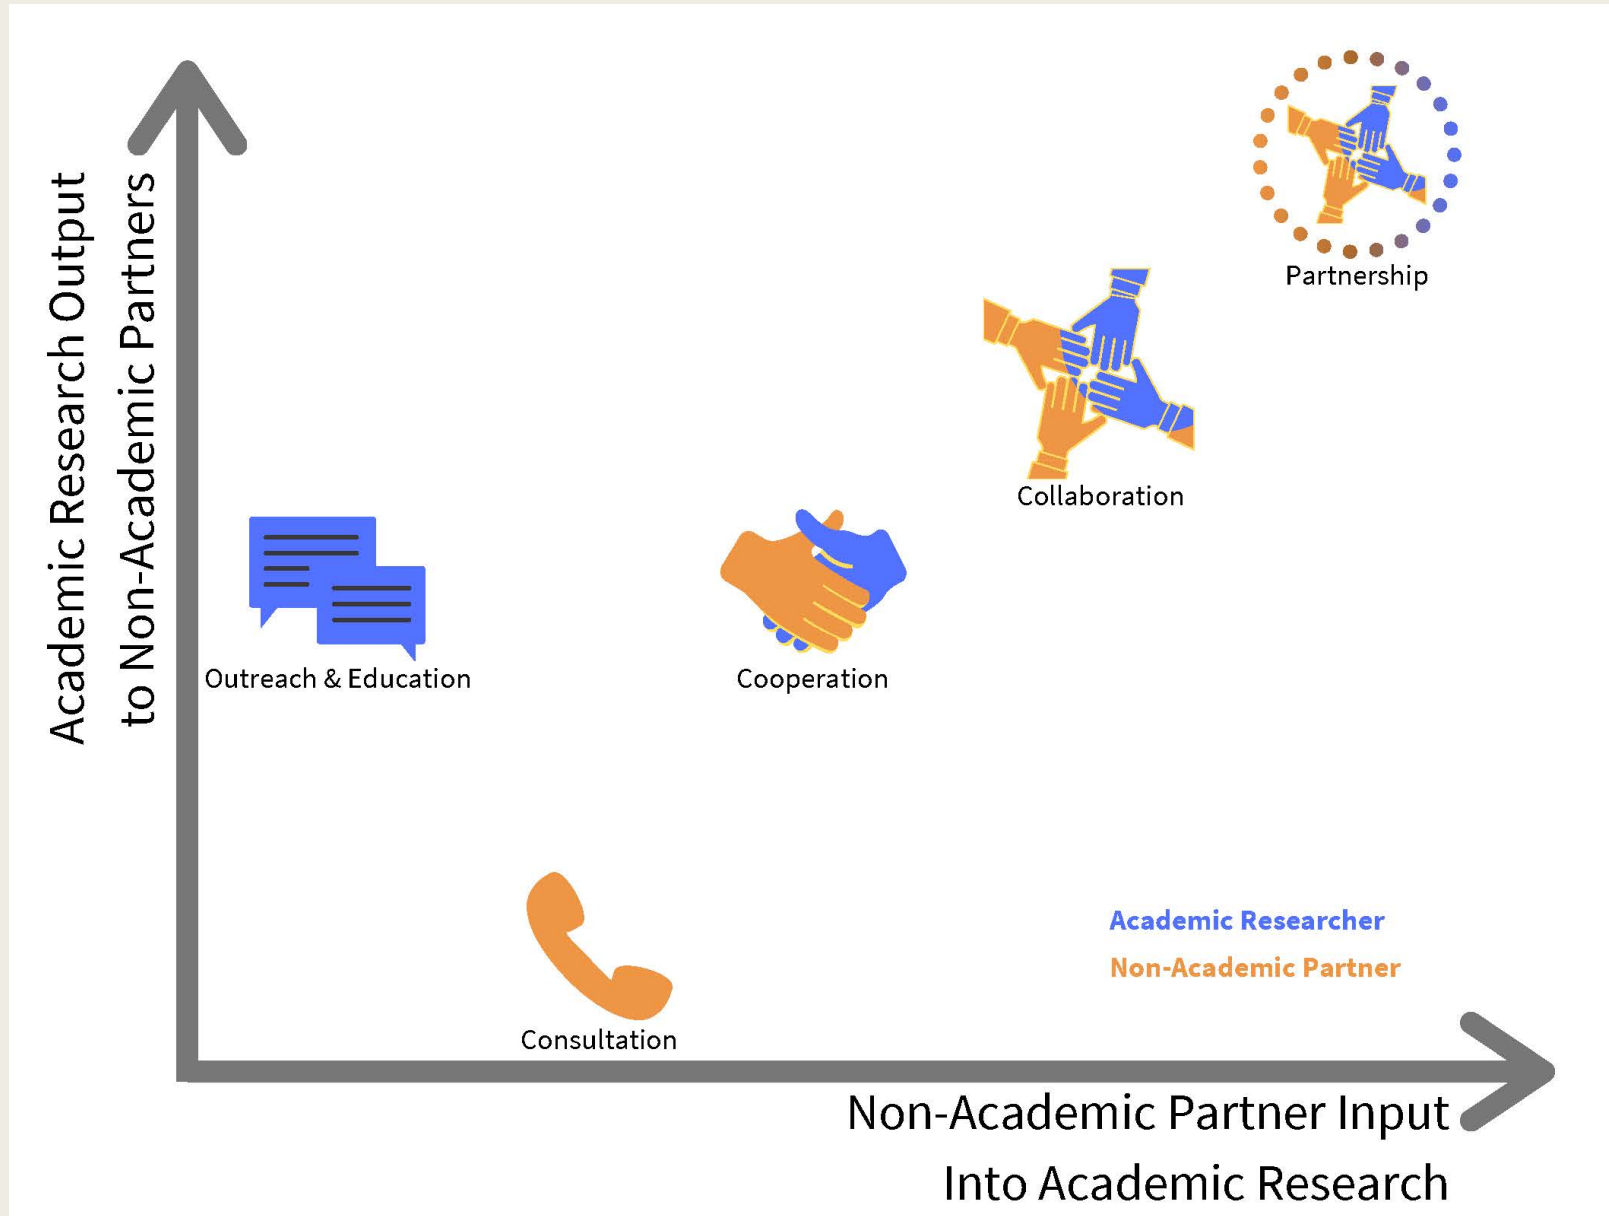 Academic Research Output
to Non-Academic Partners
Partnership
Collaboration
Outreach & Education
Cooperation
Consultation
Academic Researcher
Non-Academic Partner
Non-Academic Partner Input
Into Academic Research